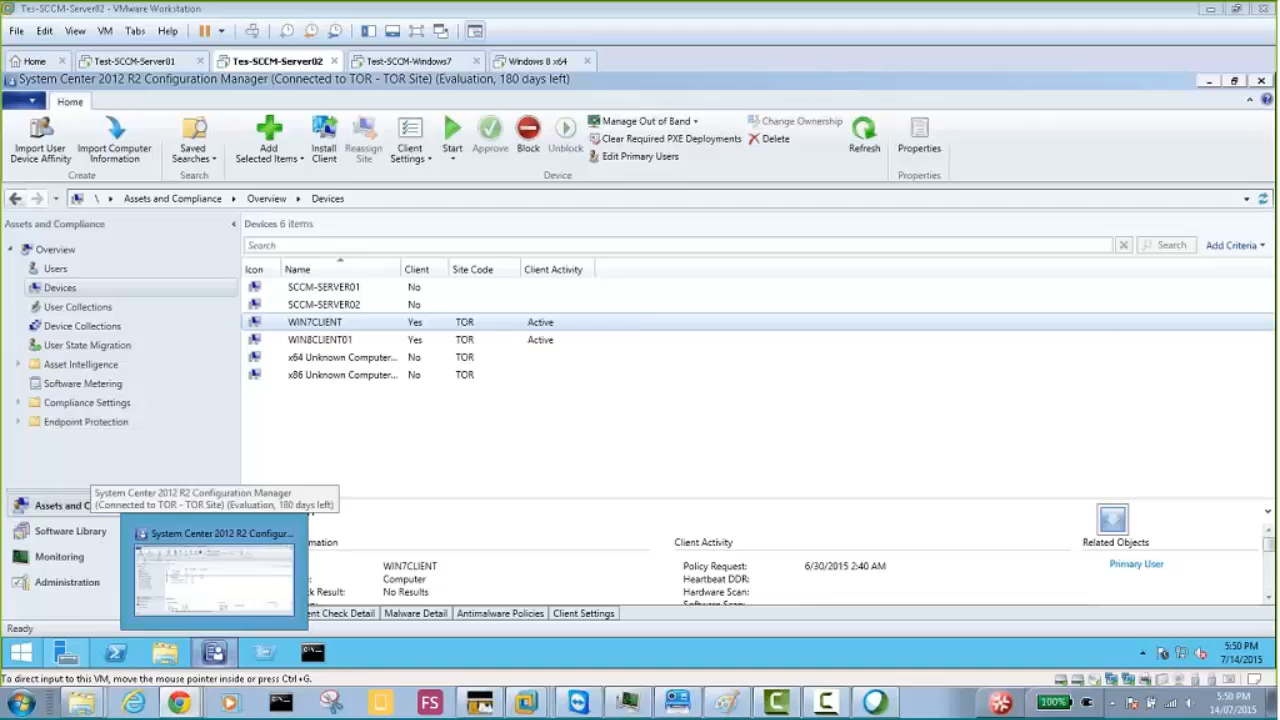 Tes-SCCM-Server02 - VMware Workstation
File Edit View VM Tabs Help
Home Test-SCCM-Server01 Tes-SCCM-Server02 Test-SCCM-Windows7 Windows 8 x64
System Center 2012 R2 Configuration Manager (Connected to TOR - TOR Site) (Evaluation, 180 days left)
Home
Manage Out of Band Change Ownership
Clear Required PXE Deployments Delete
Edit Primary Users
Import User Device Affinity
Import Computer Information
Saved Searches
Add Selected Items
Install Client
Reassign Site
Client Settings
Start
Approve
Block
Unblock
Refresh
Properties
Create Search Device Properties
\ Assets and Compliance Overview Devices
Assets and Compliance
Overview
Users
Devices
User Collections
Device Collections
User State Migration
Asset Intelligence
Software Metering
Compliance Settings
Endpoint Protection
Devices 6 items
Search Search Add Criteria
Icon Name Client Site Code Client Activity
SCCM-SERVER01 No
SCCM-SERVER02 No
WIN7CLIENT Yes TOR Active
WIN8CLIENT01 Yes TOR Active
x64 Unknown Computer... No TOR
x86 Unknown Computer... No TOR
System Center 2012 R2 Configuration Manager
(Connected to TOR - TOR Site) (Evaluation, 180 days left)
Assets and C
Software Library
Monitoring
Administration
System Center 2012 R2 Configur...
mation
WIN7CLIENT
Computer
k Result: No Results
Client Activity
Policy Request: 6/30/2015 2:40 AM
Heartbeat DDR:
Hardware Scan:
Related Objects
Primary User
ent Check Detail Malware Detail Antimalware Policies Client Settings
Ready
5:50 PM
7/14/2015
To direct input to this VM, move the mouse pointer inside or press Ctrl+G.
FS
100%
5:50 PM
14/07/2015